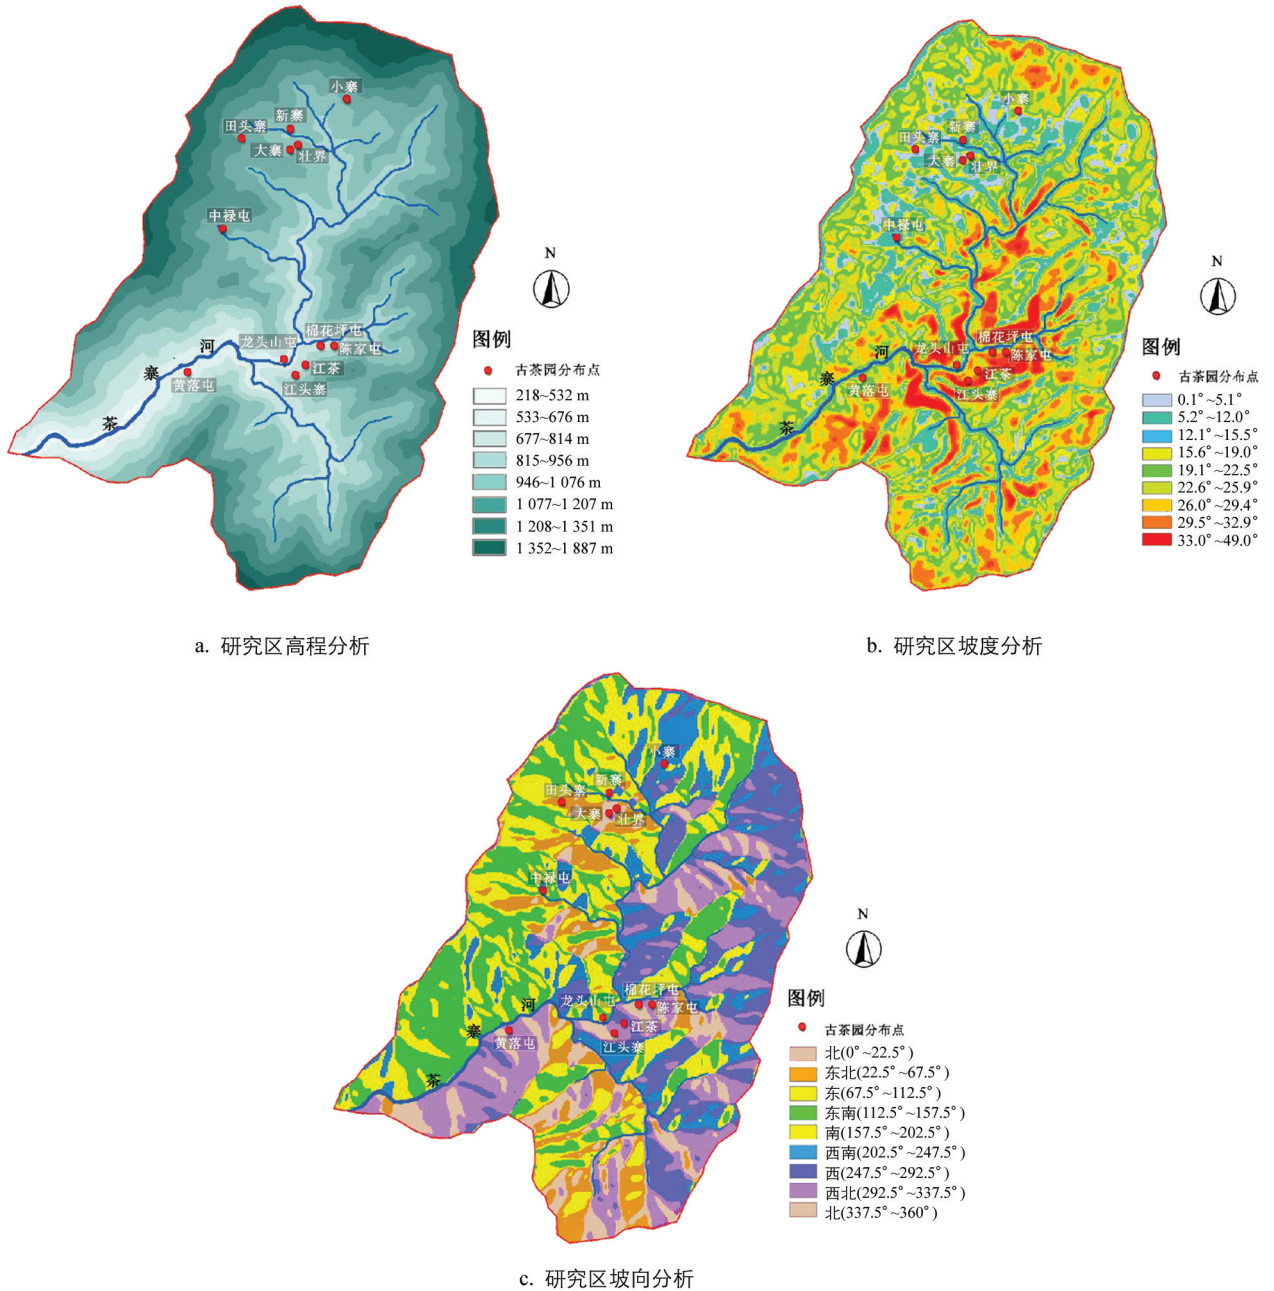 小寨
新寨
田头寨
大寨
壮界
中禄屯
N
棉花坪屯
龙头山屯
陈家屯
河
江茶
寨
黄落屯
江头寨
茶
图例
古茶园分布点
218~532 m
533~676 m
677~814 m
815~956 m
946~1 076 m
1 077~1 207 m
1 208~1 351 m
1 352~1 887 m
a. 研究区高程分析
小寨
新寨
田头寨
大寨
壮界
中禄屯
N
棉花坪屯
龙头山屯
陈家屯
河
江茶
寨
黄落屯
江头寨
茶
图例
古茶园分布点
0.1°~5.1°
5.2°~12.0°
12.1°~15.5°
15.6°~19.0°
19.1°~22.5°
22.6°~25.9°
26.0°~29.4°
29.5°~32.9°
33.0°~49.0°
b. 研究区坡度分析
小寨
新寨
田头寨
大寨
壮界
中禄屯
N
棉花坪屯
龙头山屯
陈家屯
河
江茶
寨
黄落屯
江头寨
茶
图例
古茶园分布点
北(0°~22.5°)
东北(22.5°~67.5°)
东(67.5°~112.5°)
东南(112.5°~157.5°)
南(157.5°~202.5°)
西南(202.5°~247.5°)
西(247.5°~292.5°)
西北(292.5°~337.5°)
北(337.5°~360°)
c. 研究区坡向分析